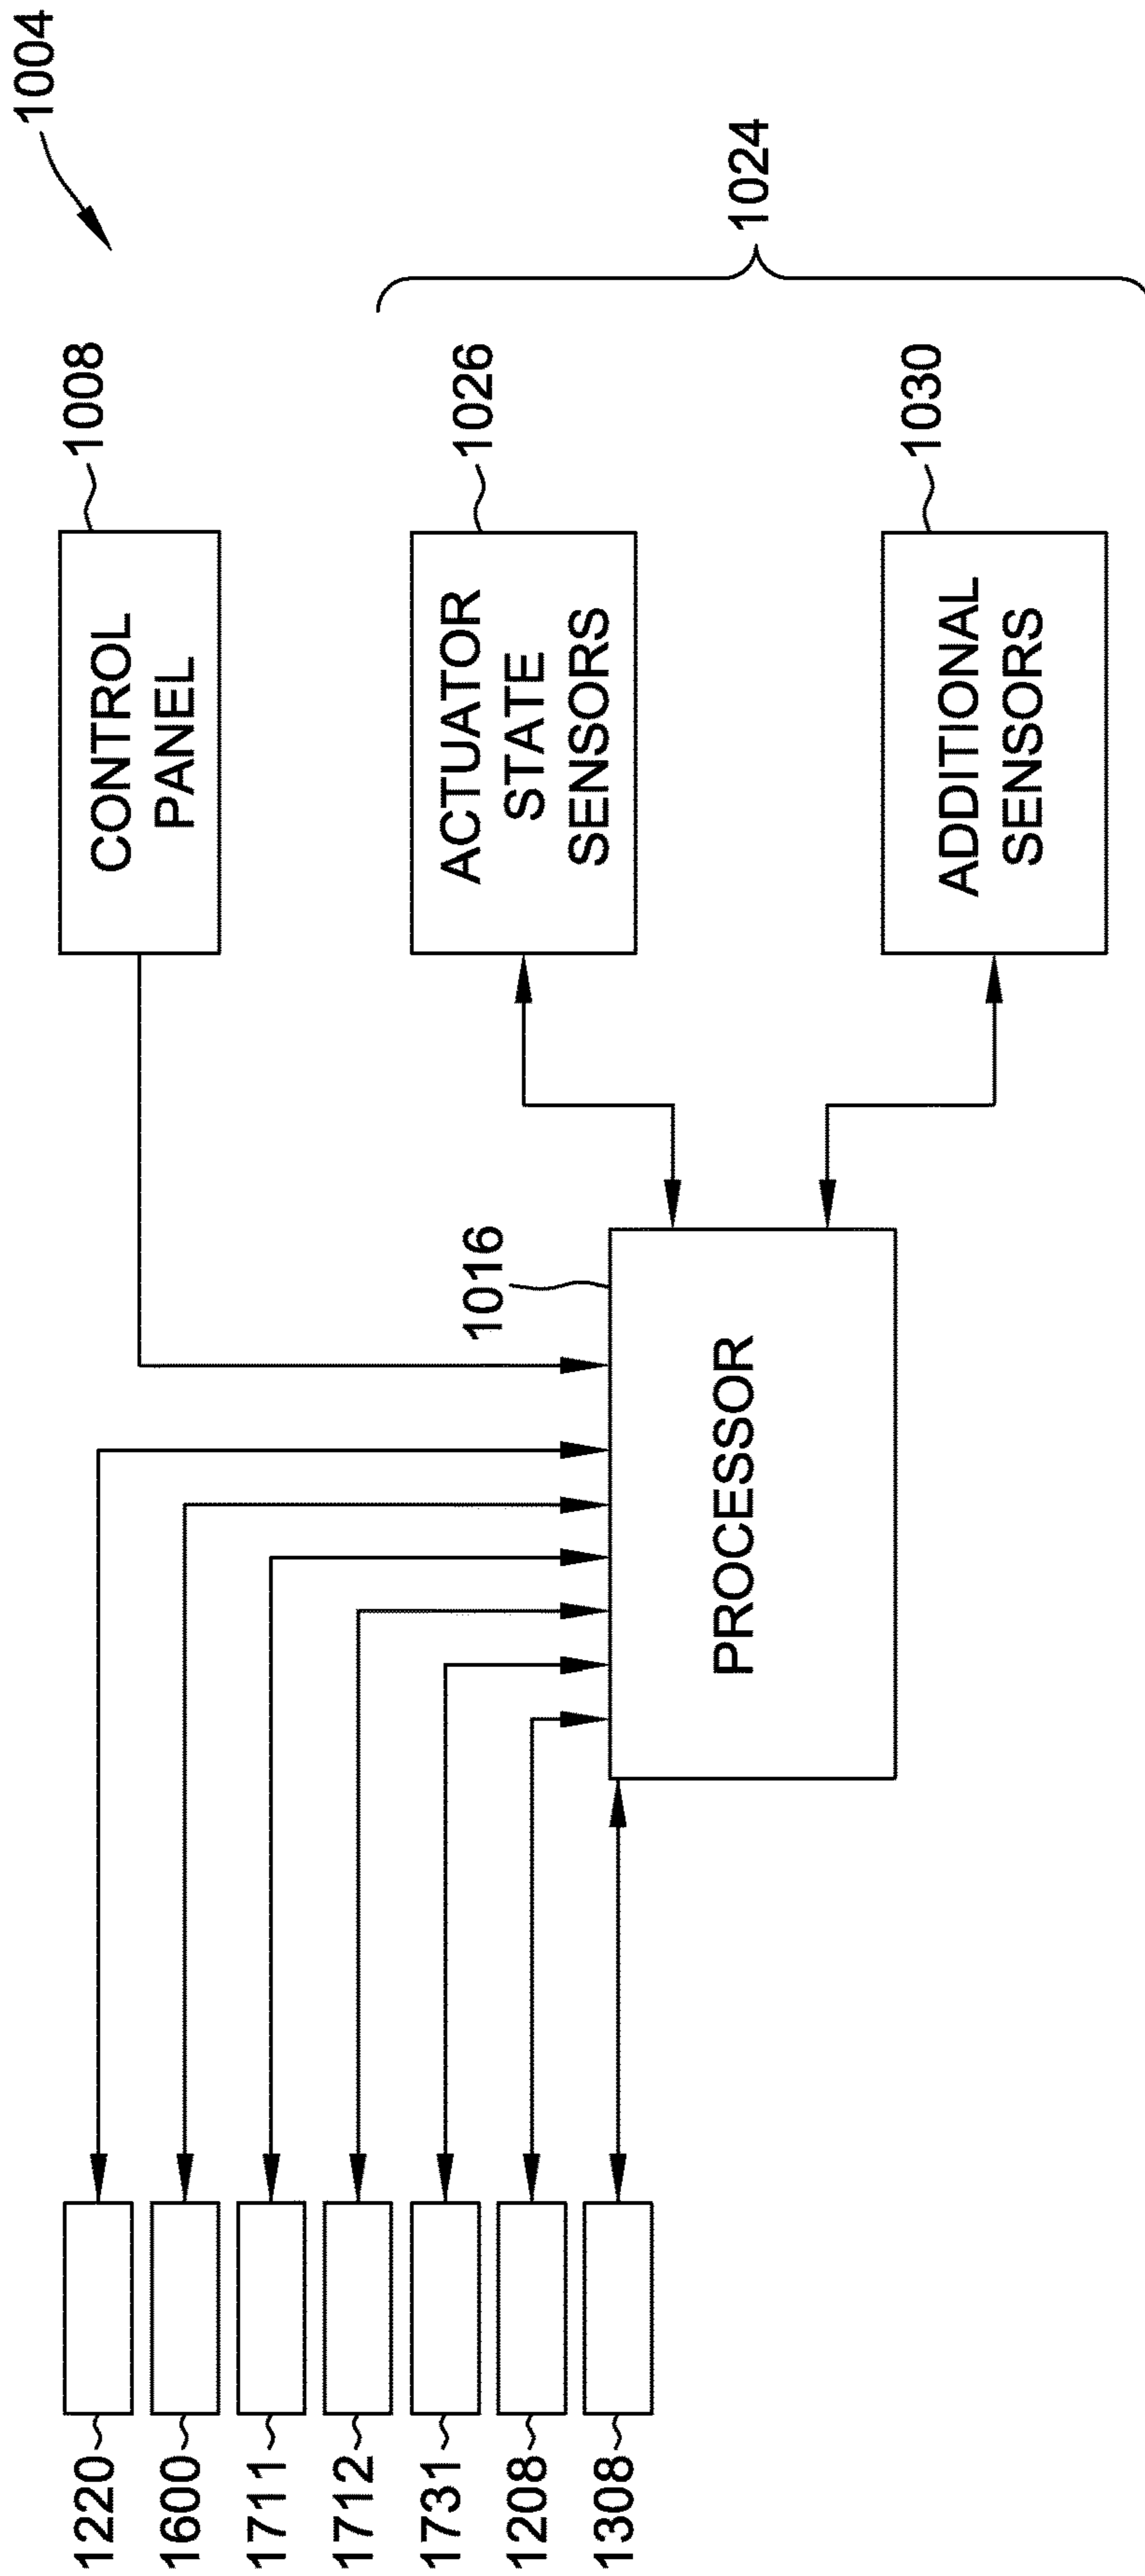 1004
1008
CONTROL
PANEL
1024
1026
ACTUATOR
STATE
SENSORS
1030
ADDITIONAL
SENSORS
1016
PROCESSOR
1220
1600
1711
1712
1731
1208
1308